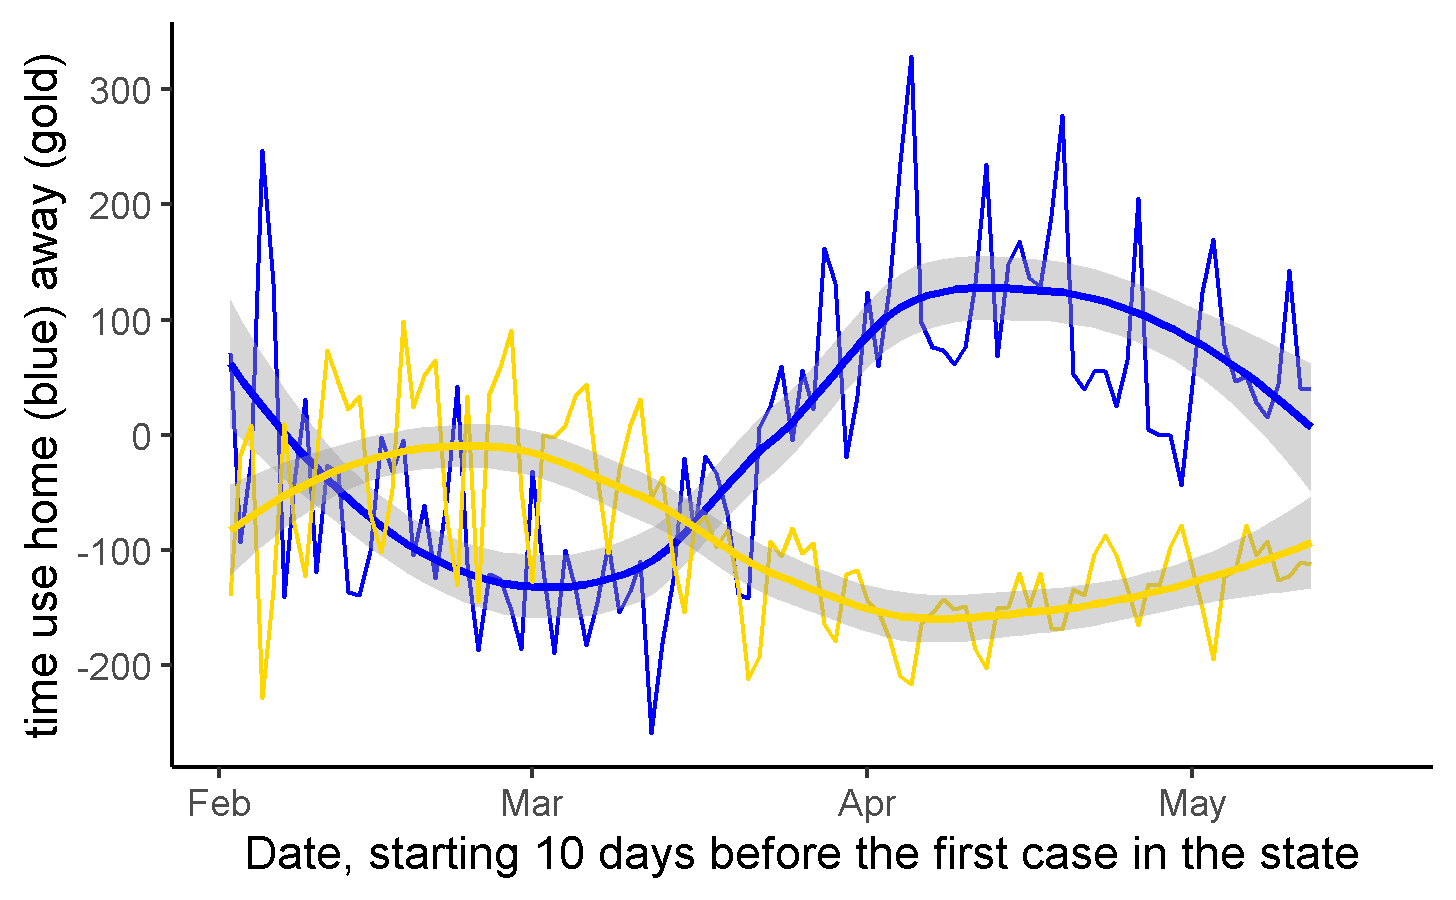 time use home (blue) away (gold)
300
200
100
0
-100
-200
Feb Mar Apr May
Date, starting 10 days before the first case in the state